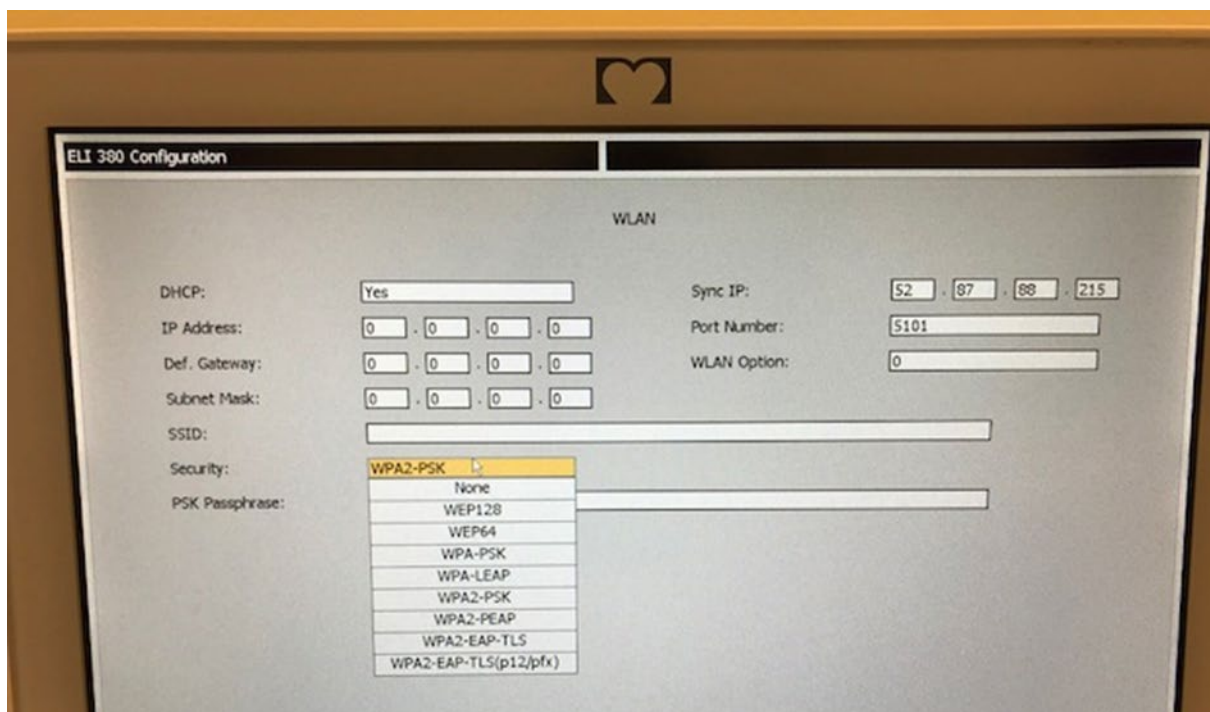 ELI 380 Configuration
WLAN
DHCP: Yes Sync IP: 52 . 87 . 88 . 215
IP Address: 0 . 0 . 0 . 0 Port Number: 5101
Def. Gateway: 0 . 0 . 0 . 0 WLAN Option: 0
Subnet Mask: 0 . 0 . 0 . 0
SSID:
Security: WPA2-PSK
None
PSK Passphrase:
WEP128
WEP64
WPA-PSK
WPA-LEAP
WPA2-PSK
WPA2-PEAP
WPA2-EAP-TLS
WPA2-EAP-TLS(p12/pfx)